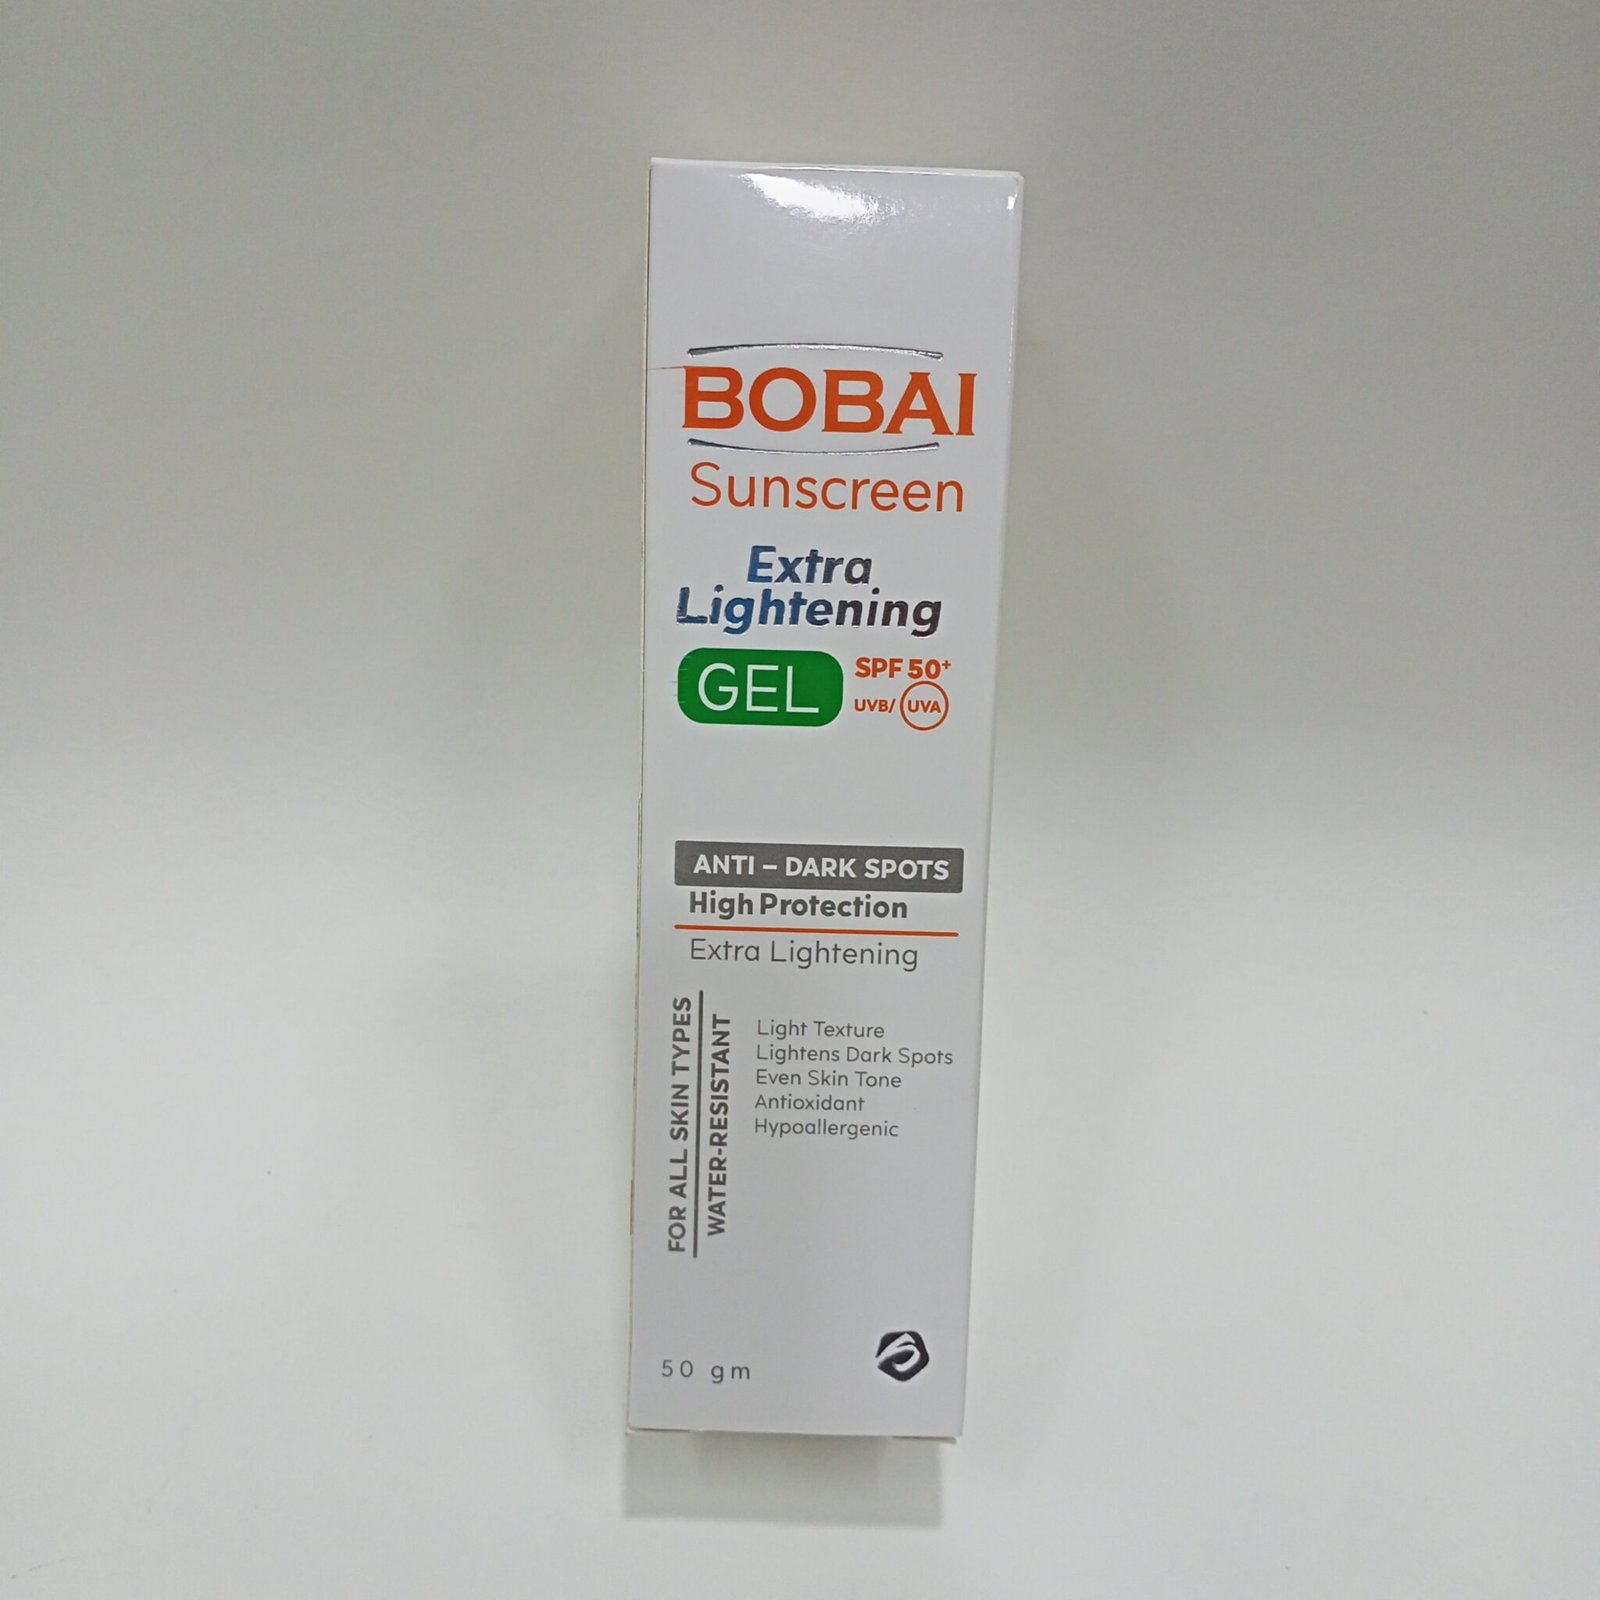 BOBAI
Sunscreen
Extra
Lightening
GEL
SPF 50+
UVB/ UVA
ANTI – DARK SPOTS
High Protection
Extra Lightening
FOR ALL SKIN TYPES
WATER-RESISTANT
Light Texture
Lightens Dark Spots
Even Skin Tone
Antioxidant
Hypoallergenic
50 gm